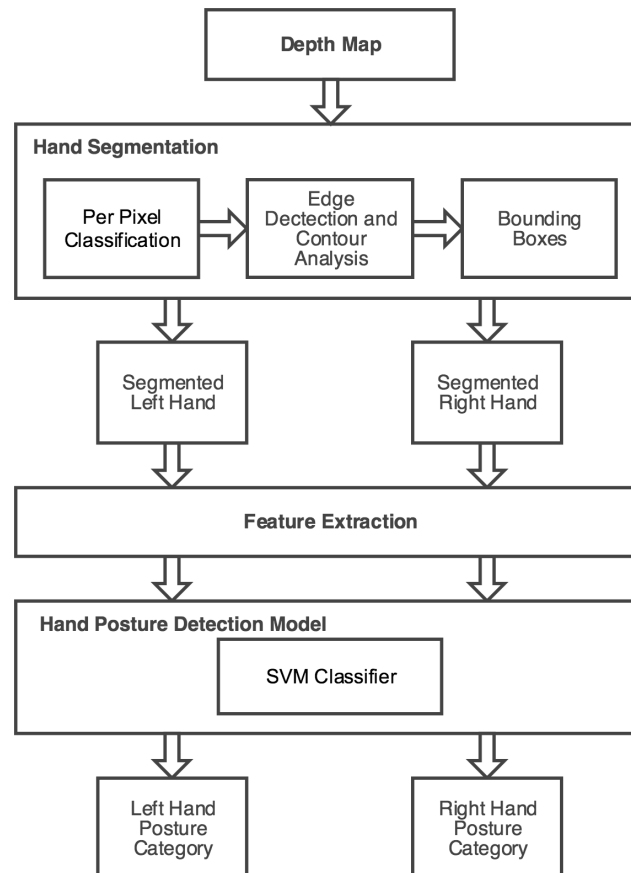 Depth Map
Hand Segmentation
Per Pixel
Classification
Edge
Dectection and
Contour
Analysis
Bounding
Boxes
Segmented
Left Hand
Segmented
Right Hand
Feature Extraction
Hand Posture Detection Model
SVM Classifier
Left Hand
Posture
Category
Right Hand
Posture
Category